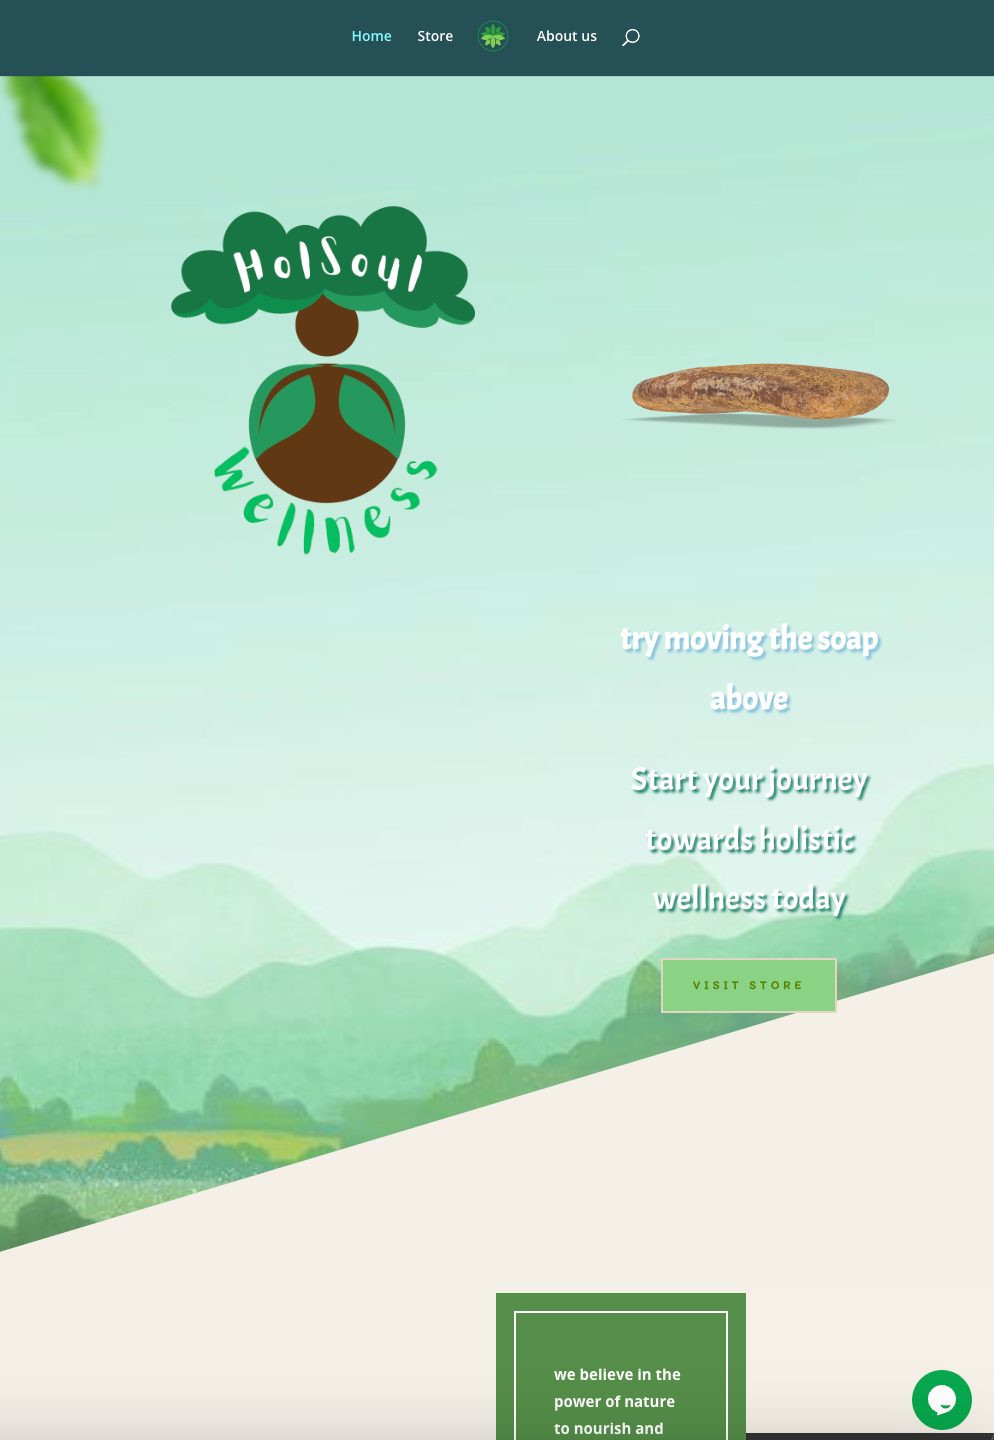 Home Store About us
HolSoul
wellness
try moving the soap
above
Start your journey
towards holistic
wellness today
VISIT STORE
we believe in the
power of nature
to nourish and